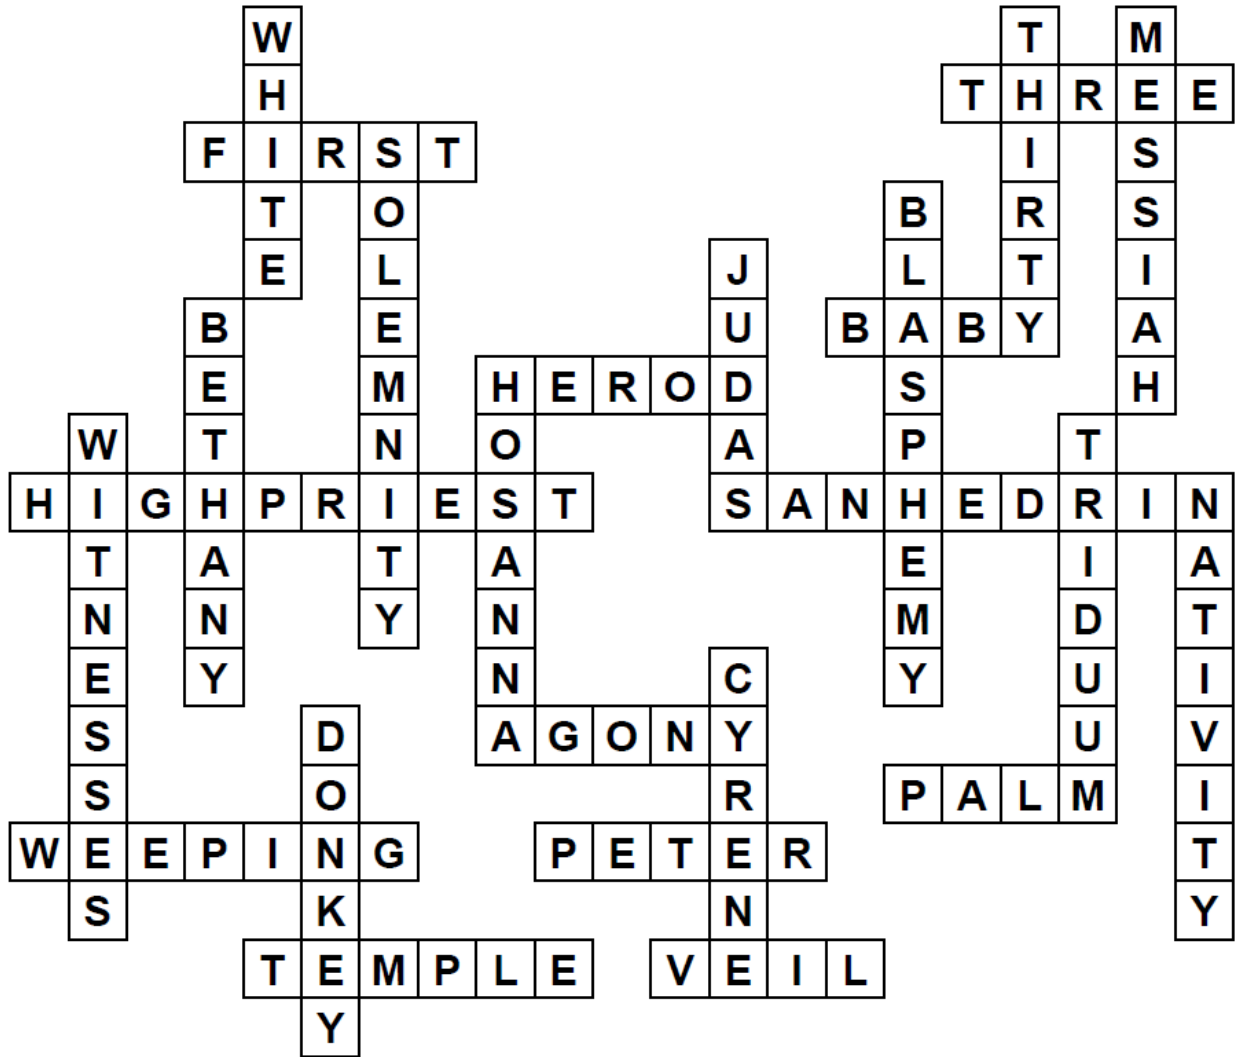 WHITE
THIRTY
MESSIAH
THREE
FIRST
SOLEMNITY
BLASPHEMY
JUDAS
BETHANY
BABY
HEROD
HOSANNA
WITNESSES
TRIDUUM
HIGHPRIEST
SANHEDRIN
NATIVITY
CYRENE
DONKEY
AGONY
PALM
WEEPING
PETER
TEMPLE
VEIL